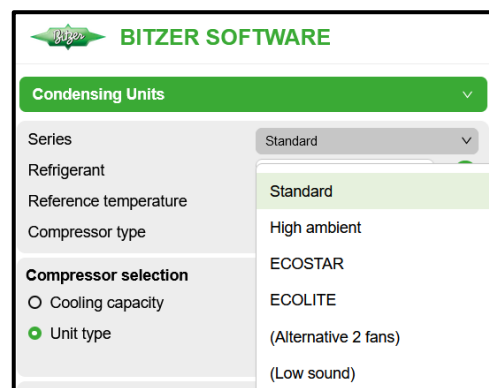 Bitzer BITZER SOFTWARE
Condensing Units
Series Standard
Refrigerant
Standard
Reference temperature
High ambient
Compressor type
ECOSTAR
Compressor selection
ECOLITE
Cooling capacity
(Alternative 2 fans)
Unit type
(Low sound)